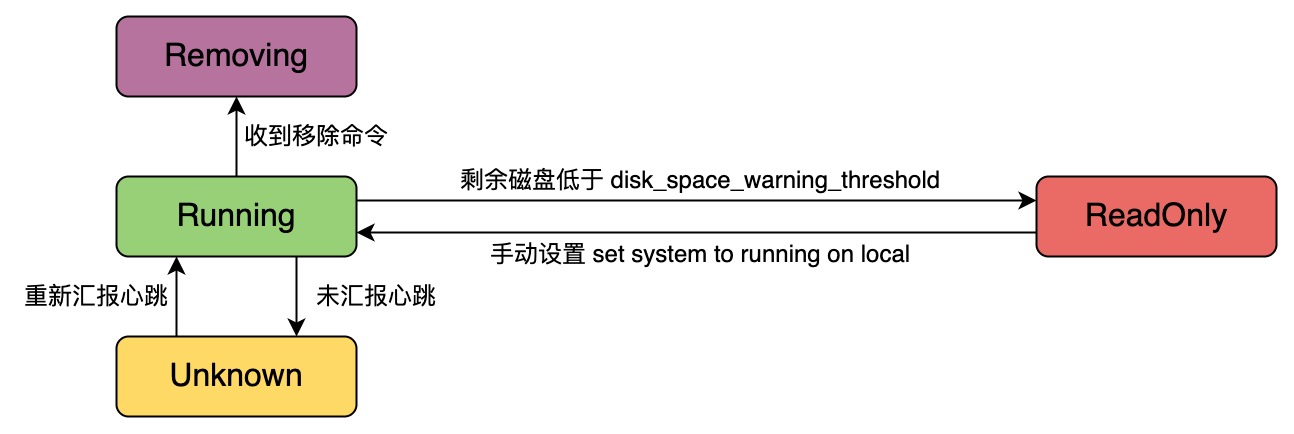 Removing
收到移除命令
剩余磁盘低于 disk_space_warning_threshold
Running
ReadOnly
手动设置 set system to running on local
重新汇报心跳
未汇报心跳
Unknown